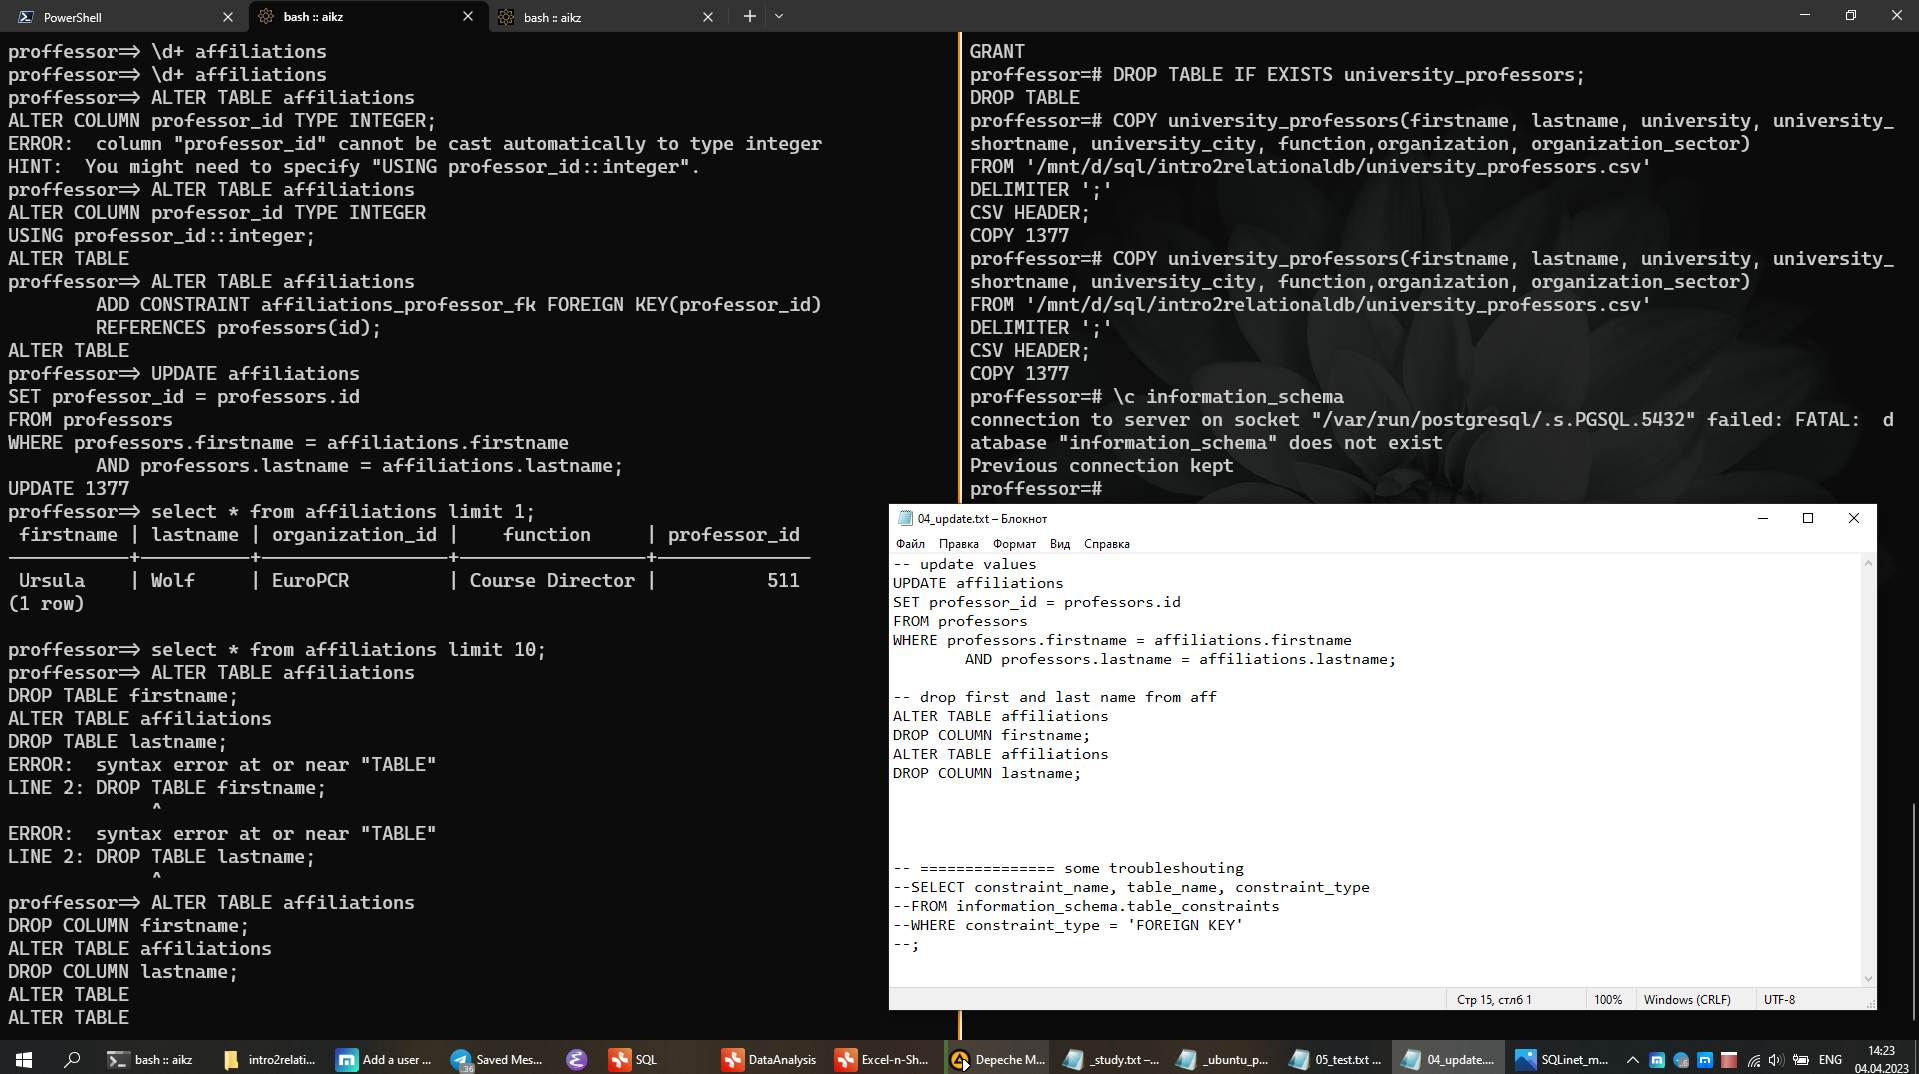 PowerShell
bash :: aikz
bash :: aikz
proffessor=> \d+ affiliations
proffessor=> \d+ affiliations
proffessor=> ALTER TABLE affiliations
ALTER COLUMN professor_id TYPE INTEGER;
ERROR:  column "professor_id" cannot be cast automatically to type integer
HINT:  You might need to specify "USING professor_id::integer".
proffessor=> ALTER TABLE affiliations
ALTER COLUMN professor_id TYPE INTEGER
USING professor_id::integer;
ALTER TABLE
proffessor=> ALTER TABLE affiliations
ADD CONSTRAINT affiliations_professor_fk FOREIGN KEY(professor_id)
REFERENCES professors(id);
ALTER TABLE
proffessor=> UPDATE affiliations
SET professor_id = professors.id
FROM professors
WHERE professors.firstname = affiliations.firstname
AND professors.lastname = affiliations.lastname;
UPDATE 1377
proffessor=> select * from affiliations limit 1;
firstname | lastname | organization_id | function | professor_id
Ursula | Wolf | EuroPCR | Course Director | 511
(1 row)
proffessor=> select * from affiliations limit 10;
proffessor=> ALTER TABLE affiliations
DROP TABLE firstname;
ALTER TABLE affiliations
DROP TABLE lastname;
ERROR:  syntax error at or near "TABLE"
LINE 2: DROP TABLE firstname;
^
ERROR:  syntax error at or near "TABLE"
LINE 2: DROP TABLE lastname;
^
proffessor=> ALTER TABLE affiliations
DROP COLUMN firstname;
ALTER TABLE affiliations
DROP COLUMN lastname;
ALTER TABLE
ALTER TABLE
GRANT
proffessor=# DROP TABLE IF EXISTS university_professors;
DROP TABLE
proffessor=# COPY university_professors(firstname, lastname, university, university_
shortname, university_city, function,organization, organization_sector)
FROM '/mnt/d/sql/intro2relationaldb/university_professors.csv'
DELIMITER ';'
CSV HEADER;
COPY 1377
proffessor=# COPY university_professors(firstname, lastname, university, university_
shortname, university_city, function,organization, organization_sector)
FROM '/mnt/d/sql/intro2relationaldb/university_professors.csv'
DELIMITER ';'
CSV HEADER;
COPY 1377
proffessor=# \c information_schema
connection to server on socket "/var/run/postgresql/.s.PGSQL.5432" failed: FATAL:  d
atabase "information_schema" does not exist
Previous connection kept
proffessor=#
04_update.txt – Блокнот
Файл Правка Формат Вид Справка
-- update values
UPDATE affiliations
SET professor_id = professors.id
FROM professors
WHERE professors.firstname = affiliations.firstname
AND professors.lastname = affiliations.lastname;
-- drop first and last name from aff
ALTER TABLE affiliations
DROP COLUMN firstname;
ALTER TABLE affiliations
DROP COLUMN lastname;
-- =============== some troubleshouting
--SELECT constraint_name, table_name, constraint_type
--FROM information_schema.table_constraints
--WHERE constraint_type = 'FOREIGN KEY'
--;
Стр 15, стлб 1 100% Windows (CRLF) UTF-8
bash :: aikz intro2relati... Add a user ... Saved Mes... 36 SQL DataAnalysis Excel-n-Sh... Depeche M... _study.txt –... _ubuntu_p... 05_test.txt ... 04_update.... SQLinet_m... ENG 14:23
04.04.2023